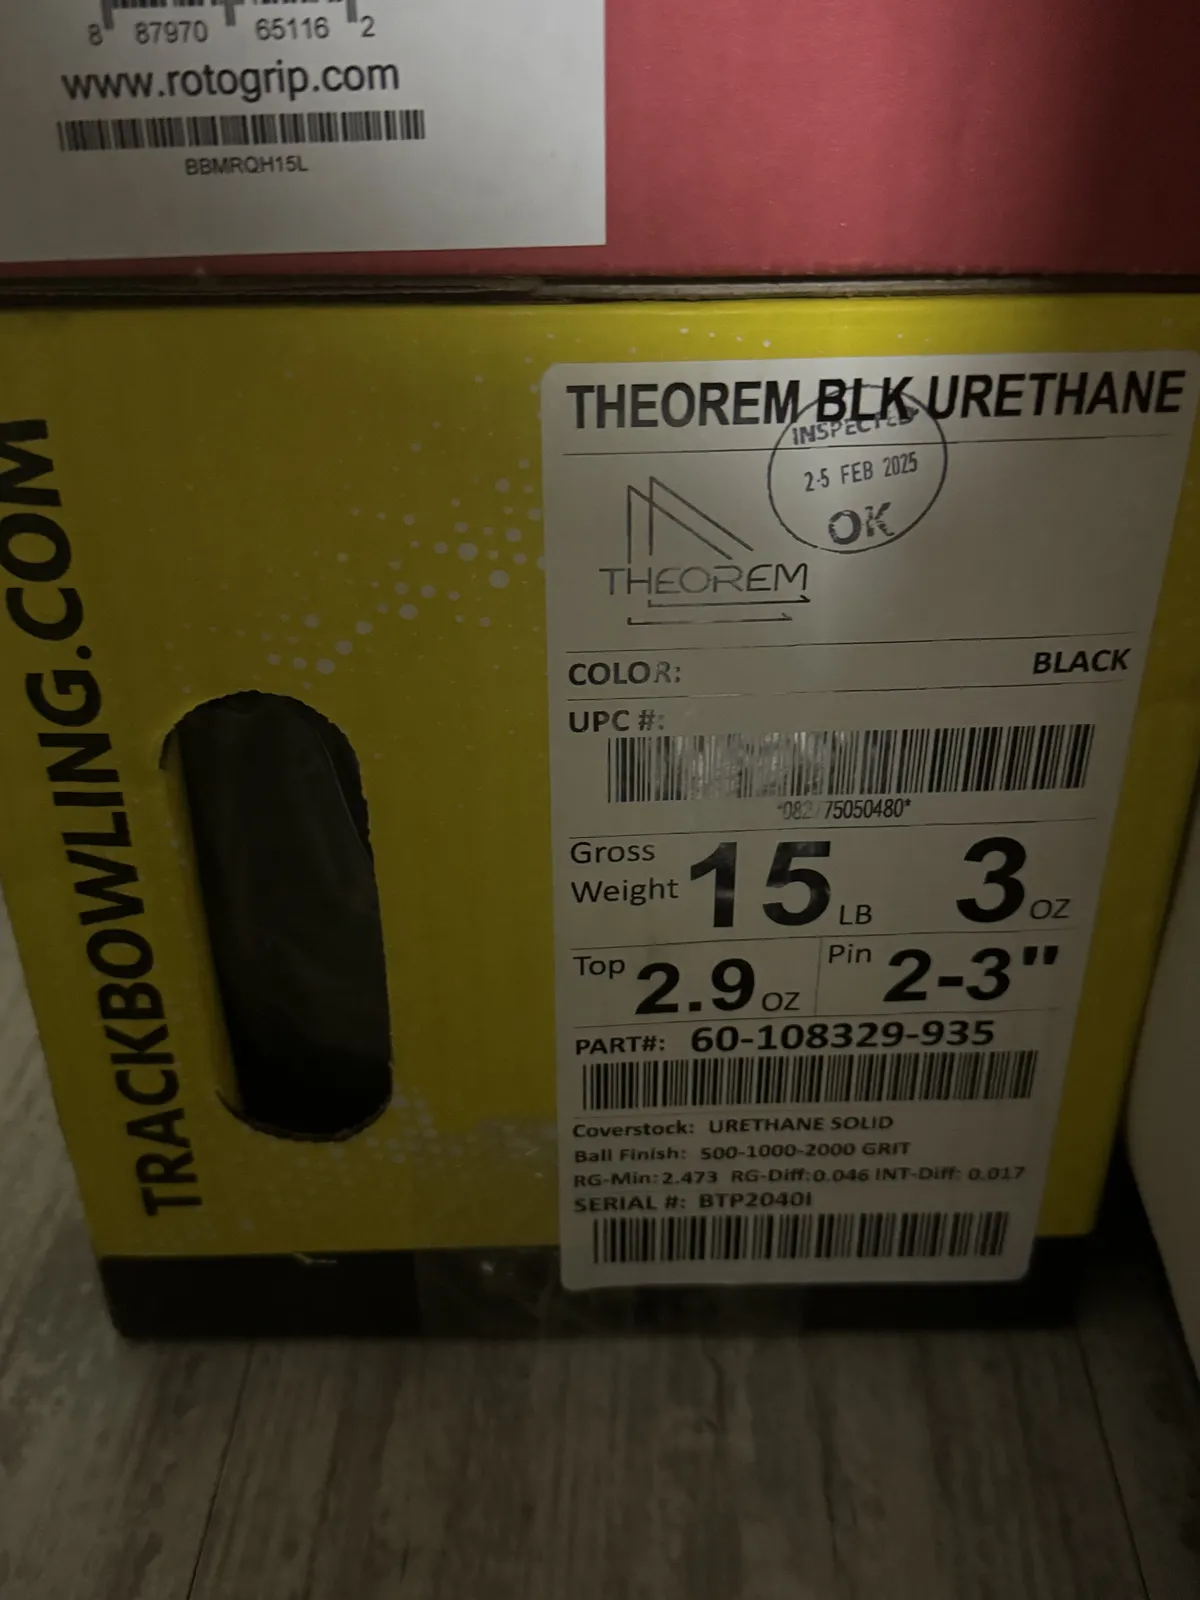 8 87970 65116 2
www.rotogrip.com
BBMRQH15L
TRACKBOWLING.COM
THEOREM BLK URETHANE
INSPECTED
25 FEB 2025
OK
THEOREM
COLOR: BLACK
UPC #:
*082775050480*
Gross Weight 15 LB 3 OZ
Top 2.9 OZ Pin 2-3"
PART#: 60-108329-935
Coverstock: URETHANE SOLID
Ball Finish: 500-1000-2000 GRIT
RG-Min: 2.473 RG-Diff: 0.046 INT-Diff: 0.017
SERIAL #: BTP2040I